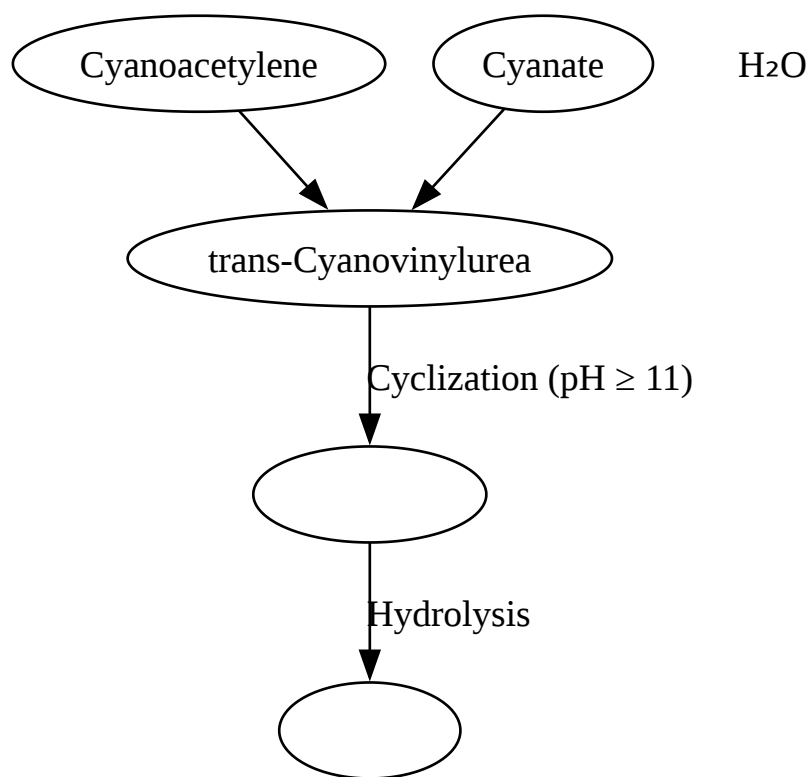 Cyanoacetylene
Cyanate
H₂O
trans-Cyanovinylurea
Cyclization (pH ≥ 11)
Hydrolysis